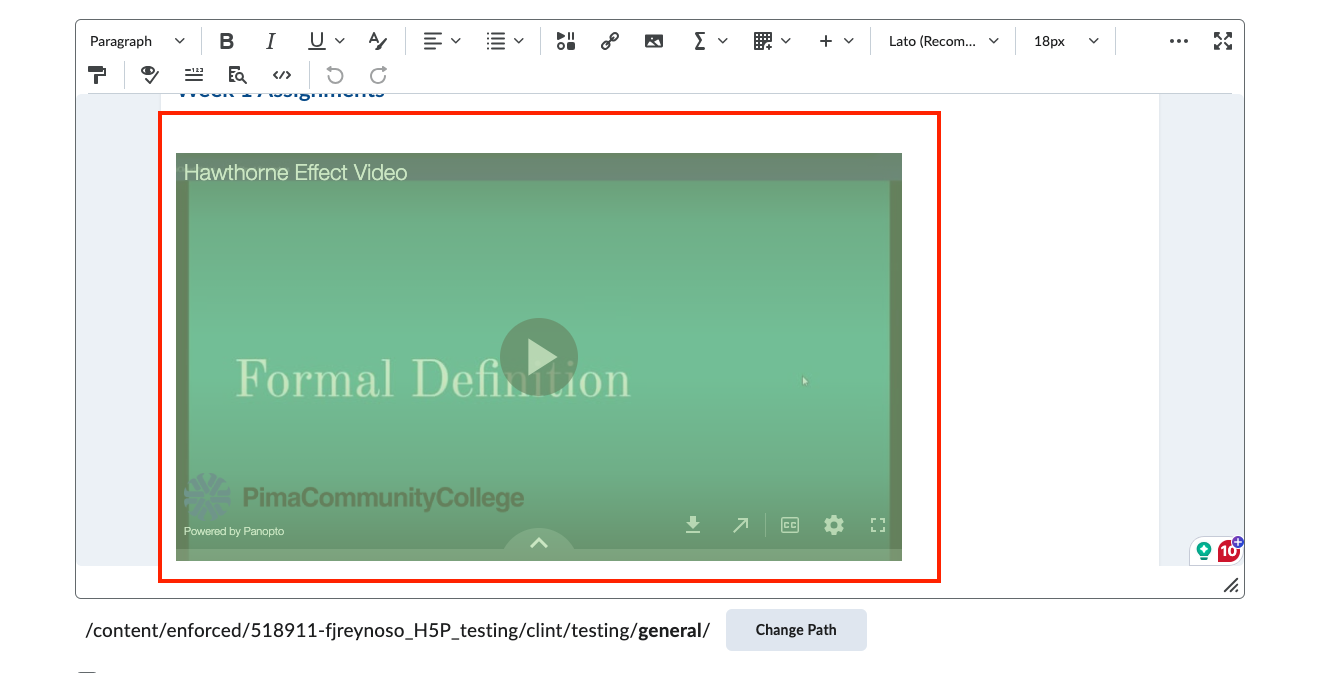 Paragraph
Lato (Recom...
18px
Week 1 Assignments
Hawthorne Effect Video
Formal Definition
PimaCommunityCollege
Powered by Panopto
CC
10
/content/enforced/518911-fjreynoso_H5P_testing/clint/testing/general/
Change Path